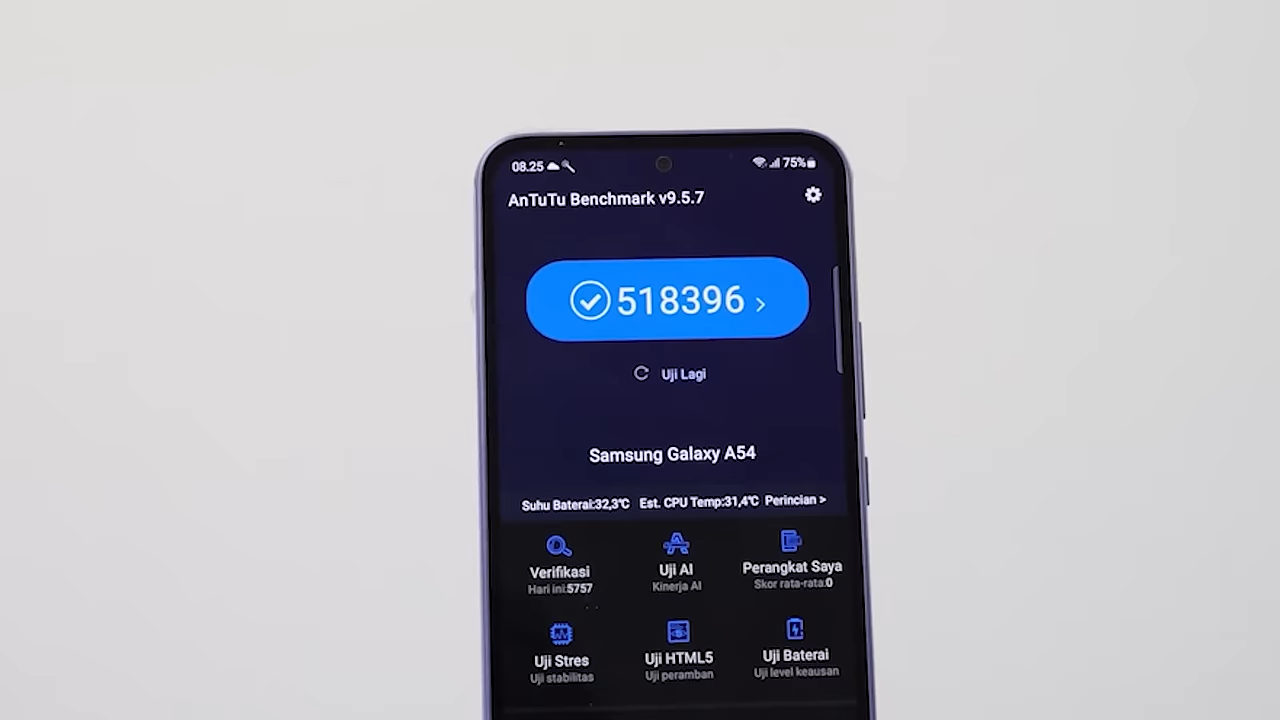 08.25 75%
AnTuTu Benchmark v9.5.7
518396 >
Uji Lagi
Samsung Galaxy A54
Suhu Baterai:32,3℃ Est. CPU Temp:31,4℃ Perincian >
Verifikasi Uji AI Perangkat Saya
Hari ini:5757 Kinerja AI Skor rata-rata:0
Uji Stres Uji HTML5 Uji Baterai
Uji stabilitas Uji peramban Uji level keausan